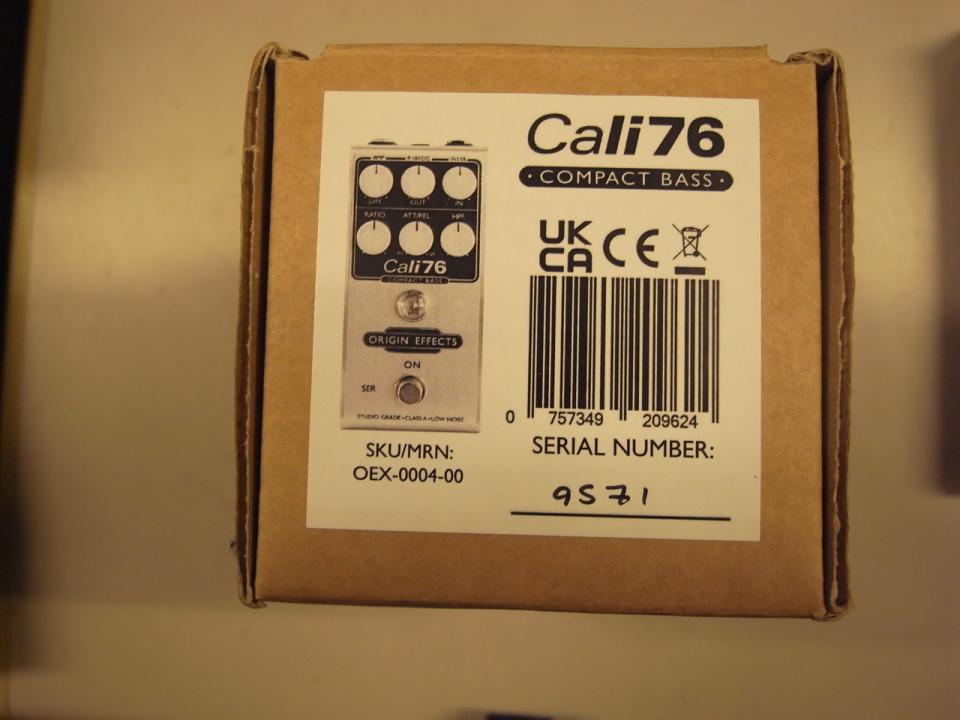 Cali76
COMPACT BASS
UK
CA CE
AMP 9-18VDC INSTR
DRY OUT IN
RATIO ATT/REL HPF
Cali76
COMPACT BASS
ORIGIN EFFECTS
ON
SER
STUDIO GRADE • CLASS A • LOW NOISE
SKU/MRN:
OEX-0004-00
0 757349 209624
SERIAL NUMBER:
9571